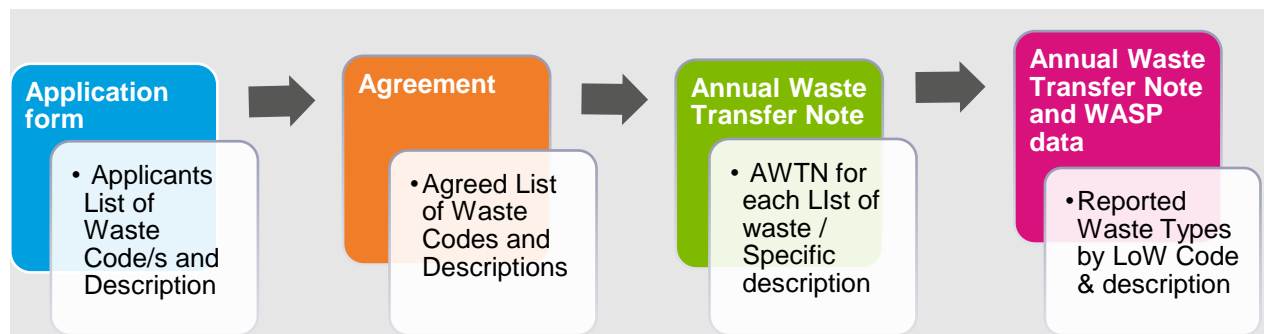 Application
form
• Applicants
List of
Waste
Code/s and
Description
Agreement
•Agreed List
of Waste
Codes and
Descriptions
Annual Waste
Transfer Note
• AWTN for
each LIst of
waste /
Specific
description
Annual Waste
Transfer Note
and WASP
data
•Reported
Waste Types
by LoW Code
& description